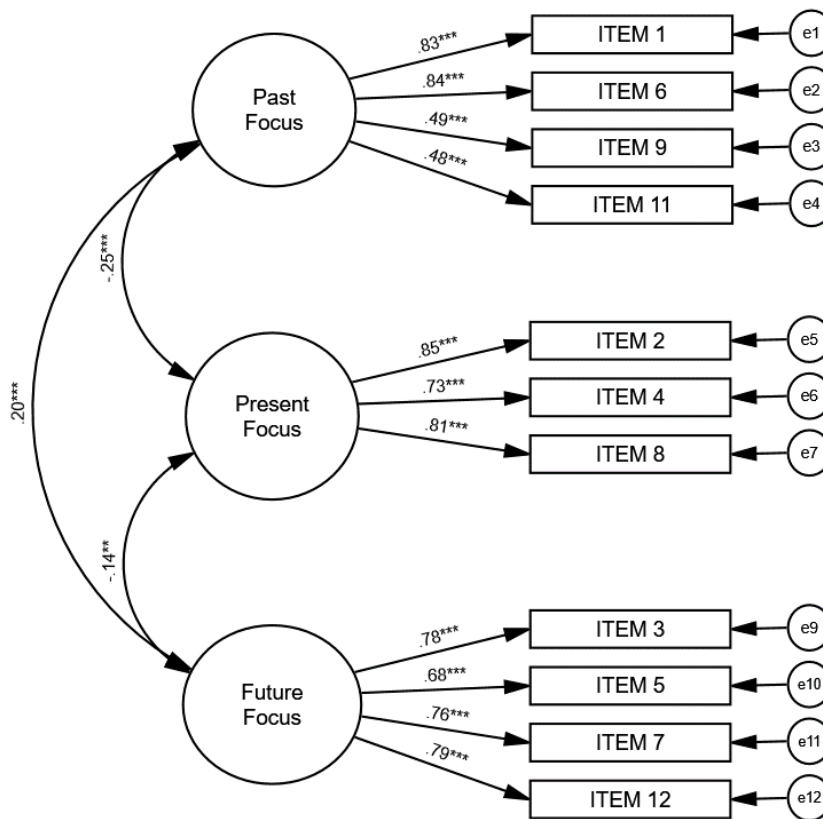 Past
Focus
.83***
.84***
.49***
.48***
ITEM 1
ITEM 6
ITEM 9
ITEM 11
e1
e2
e3
e4
-.25***
.20***
Present
Focus
.85***
.73***
.81***
ITEM 2
ITEM 4
ITEM 8
e5
e6
e7
-.14**
Future
Focus
.78***
.68***
.76***
.79***
ITEM 3
ITEM 5
ITEM 7
ITEM 12
e9
e10
e11
e12